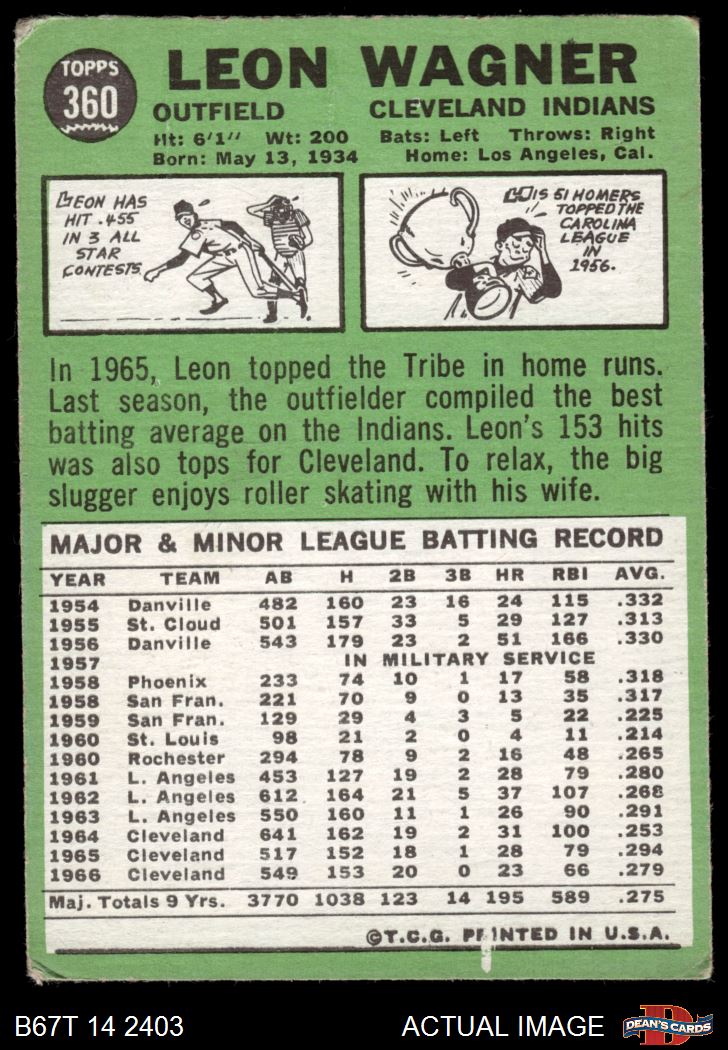 TOPPS
360
LEON WAGNER
OUTFIELD CLEVELAND INDIANS
Ht: 6'1" Wt: 200 Bats: Left Throws: Right
Born: May 13, 1934 Home: Los Angeles, Cal.
LEON HAS
HIT .455
IN 3 ALL
STAR
CONTESTS.
HIS 51 HOMERS
TOPPED THE
CAROLINA
LEAGUE
IN
1956.
In 1965, Leon topped the Tribe in home runs.
Last season, the outfielder compiled the best
batting average on the Indians. Leon's 153 hits
was also tops for Cleveland. To relax, the big
slugger enjoys roller skating with his wife.
MAJOR & MINOR LEAGUE BATTING RECORD
YEAR TEAM AB H 2B 3B HR RBI AVG.
1954 Danville 482 160 23 16 24 115 .332
1955 St. Cloud 501 157 33 5 29 127 .313
1956 Danville 543 179 23 2 51 166 .330
1957 IN MILITARY SERVICE
1958 Phoenix 233 74 10 1 17 58 .318
1958 San Fran. 221 70 9 0 13 35 .317
1959 San Fran. 129 29 4 3 5 22 .225
1960 St. Louis 98 21 2 0 4 11 .214
1960 Rochester 294 78 9 2 16 48 .265
1961 L. Angeles 453 127 19 2 28 79 .280
1962 L. Angeles 612 164 21 5 37 107 .268
1963 L. Angeles 550 160 11 1 26 90 .291
1964 Cleveland 641 162 19 2 31 100 .253
1965 Cleveland 517 152 18 1 28 79 .294
1966 Cleveland 549 153 20 0 23 66 .279
Maj. Totals 9 Yrs. 3770 1038 123 14 195 589 .275
©T.C.G. PRINTED IN U.S.A.
B67T 14 2403 ACTUAL IMAGE
D
DEAN'S CARDS